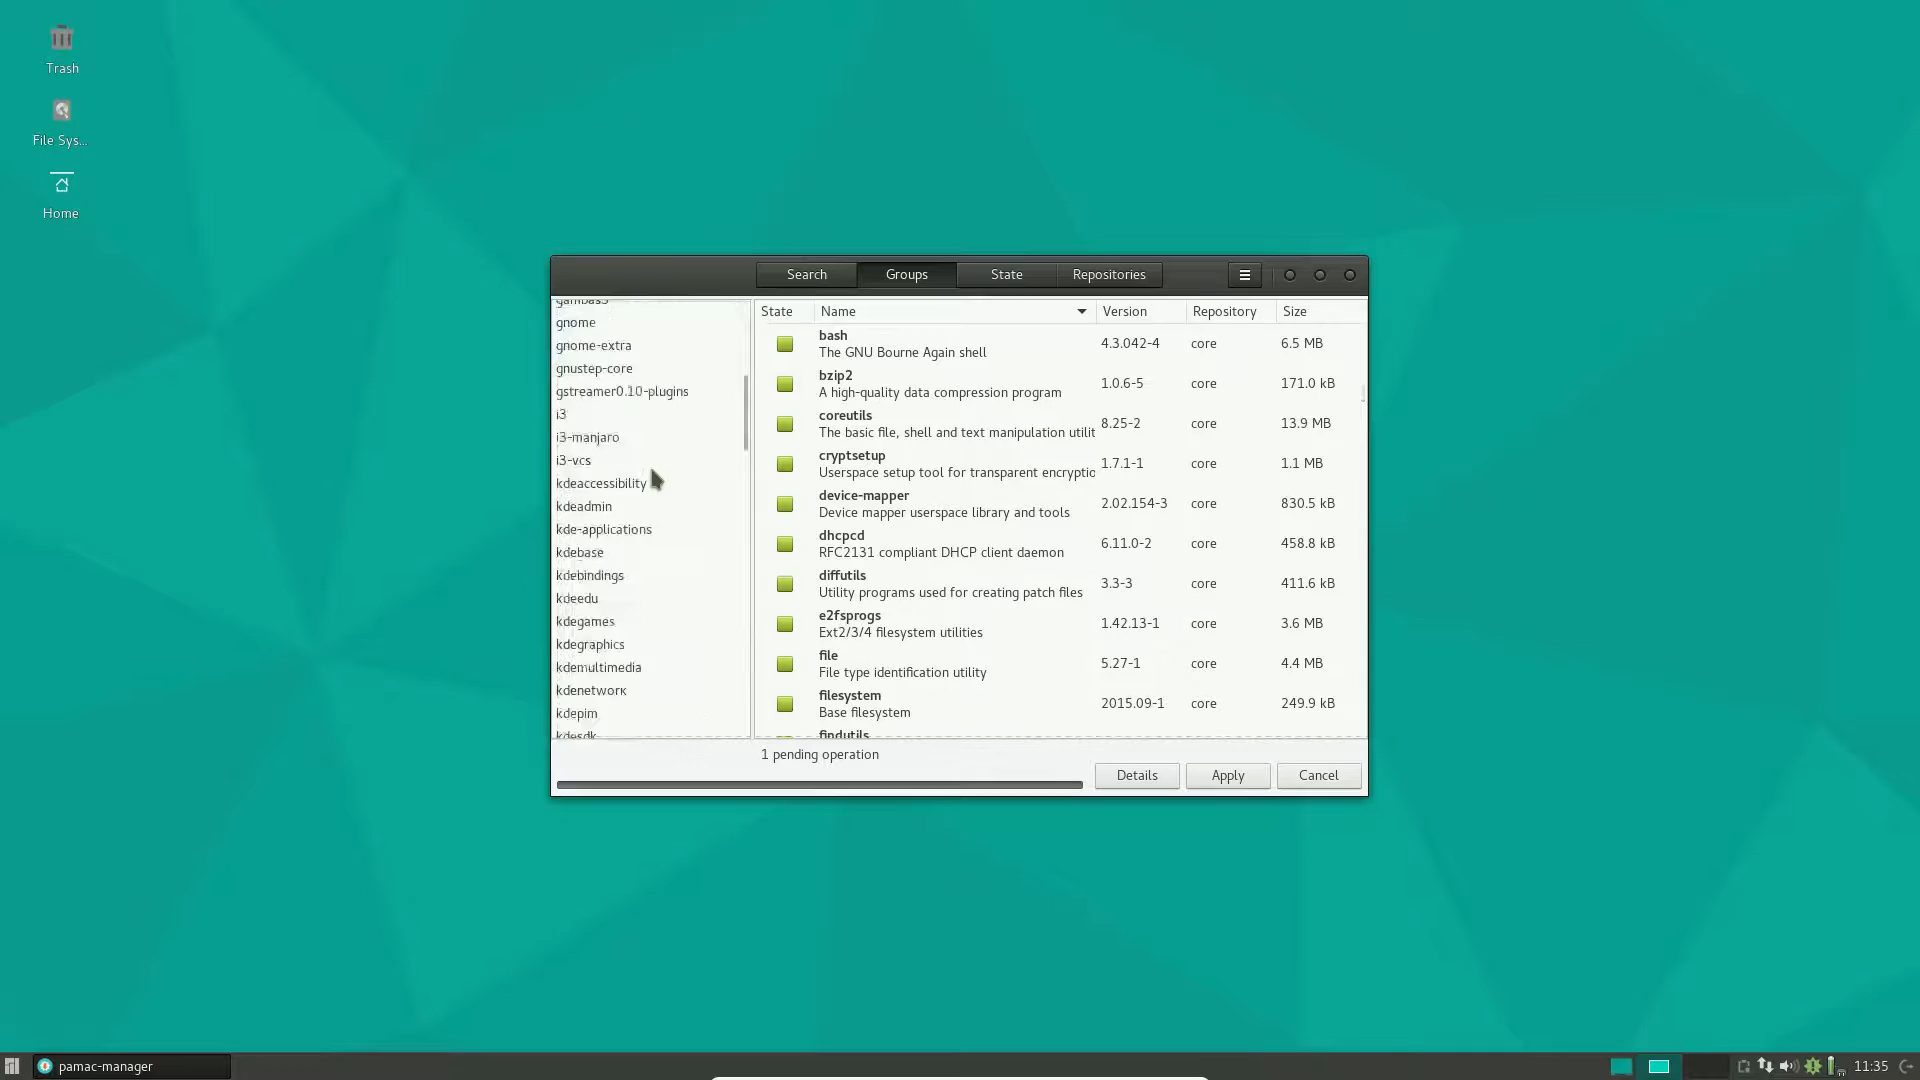 Trash
File Sys...
Home
Search
Groups
State
Repositories
gambas3
gnome
gnome-extra
gnustep-core
gstreamer0.10-plugins
i3
i3-manjaro
i3-vcs
kdeaccessibility
kdeadmin
kde-applications
kdebase
kdebindings
kdeedu
kdegames
kdegraphics
kdemultimedia
kdenetwork
kdepim
kdesdk
State Name Version Repository Size
bash
The GNU Bourne Again shell
4.3.042-4 core 6.5 MB
bzip2
A high-quality data compression program
1.0.6-5 core 171.0 kB
coreutils
The basic file, shell and text manipulation utilit
8.25-2 core 13.9 MB
cryptsetup
Userspace setup tool for transparent encryptio
1.7.1-1 core 1.1 MB
device-mapper
Device mapper userspace library and tools
2.02.154-3 core 830.5 kB
dhcpcd
RFC2131 compliant DHCP client daemon
6.11.0-2 core 458.8 kB
diffutils
Utility programs used for creating patch files
3.3-3 core 411.6 kB
e2fsprogs
Ext2/3/4 filesystem utilities
1.42.13-1 core 3.6 MB
file
File type identification utility
5.27-1 core 4.4 MB
filesystem
Base filesystem
2015.09-1 core 249.9 kB
findutils
1 pending operation
Details
Apply
Cancel
pamac-manager
11:35